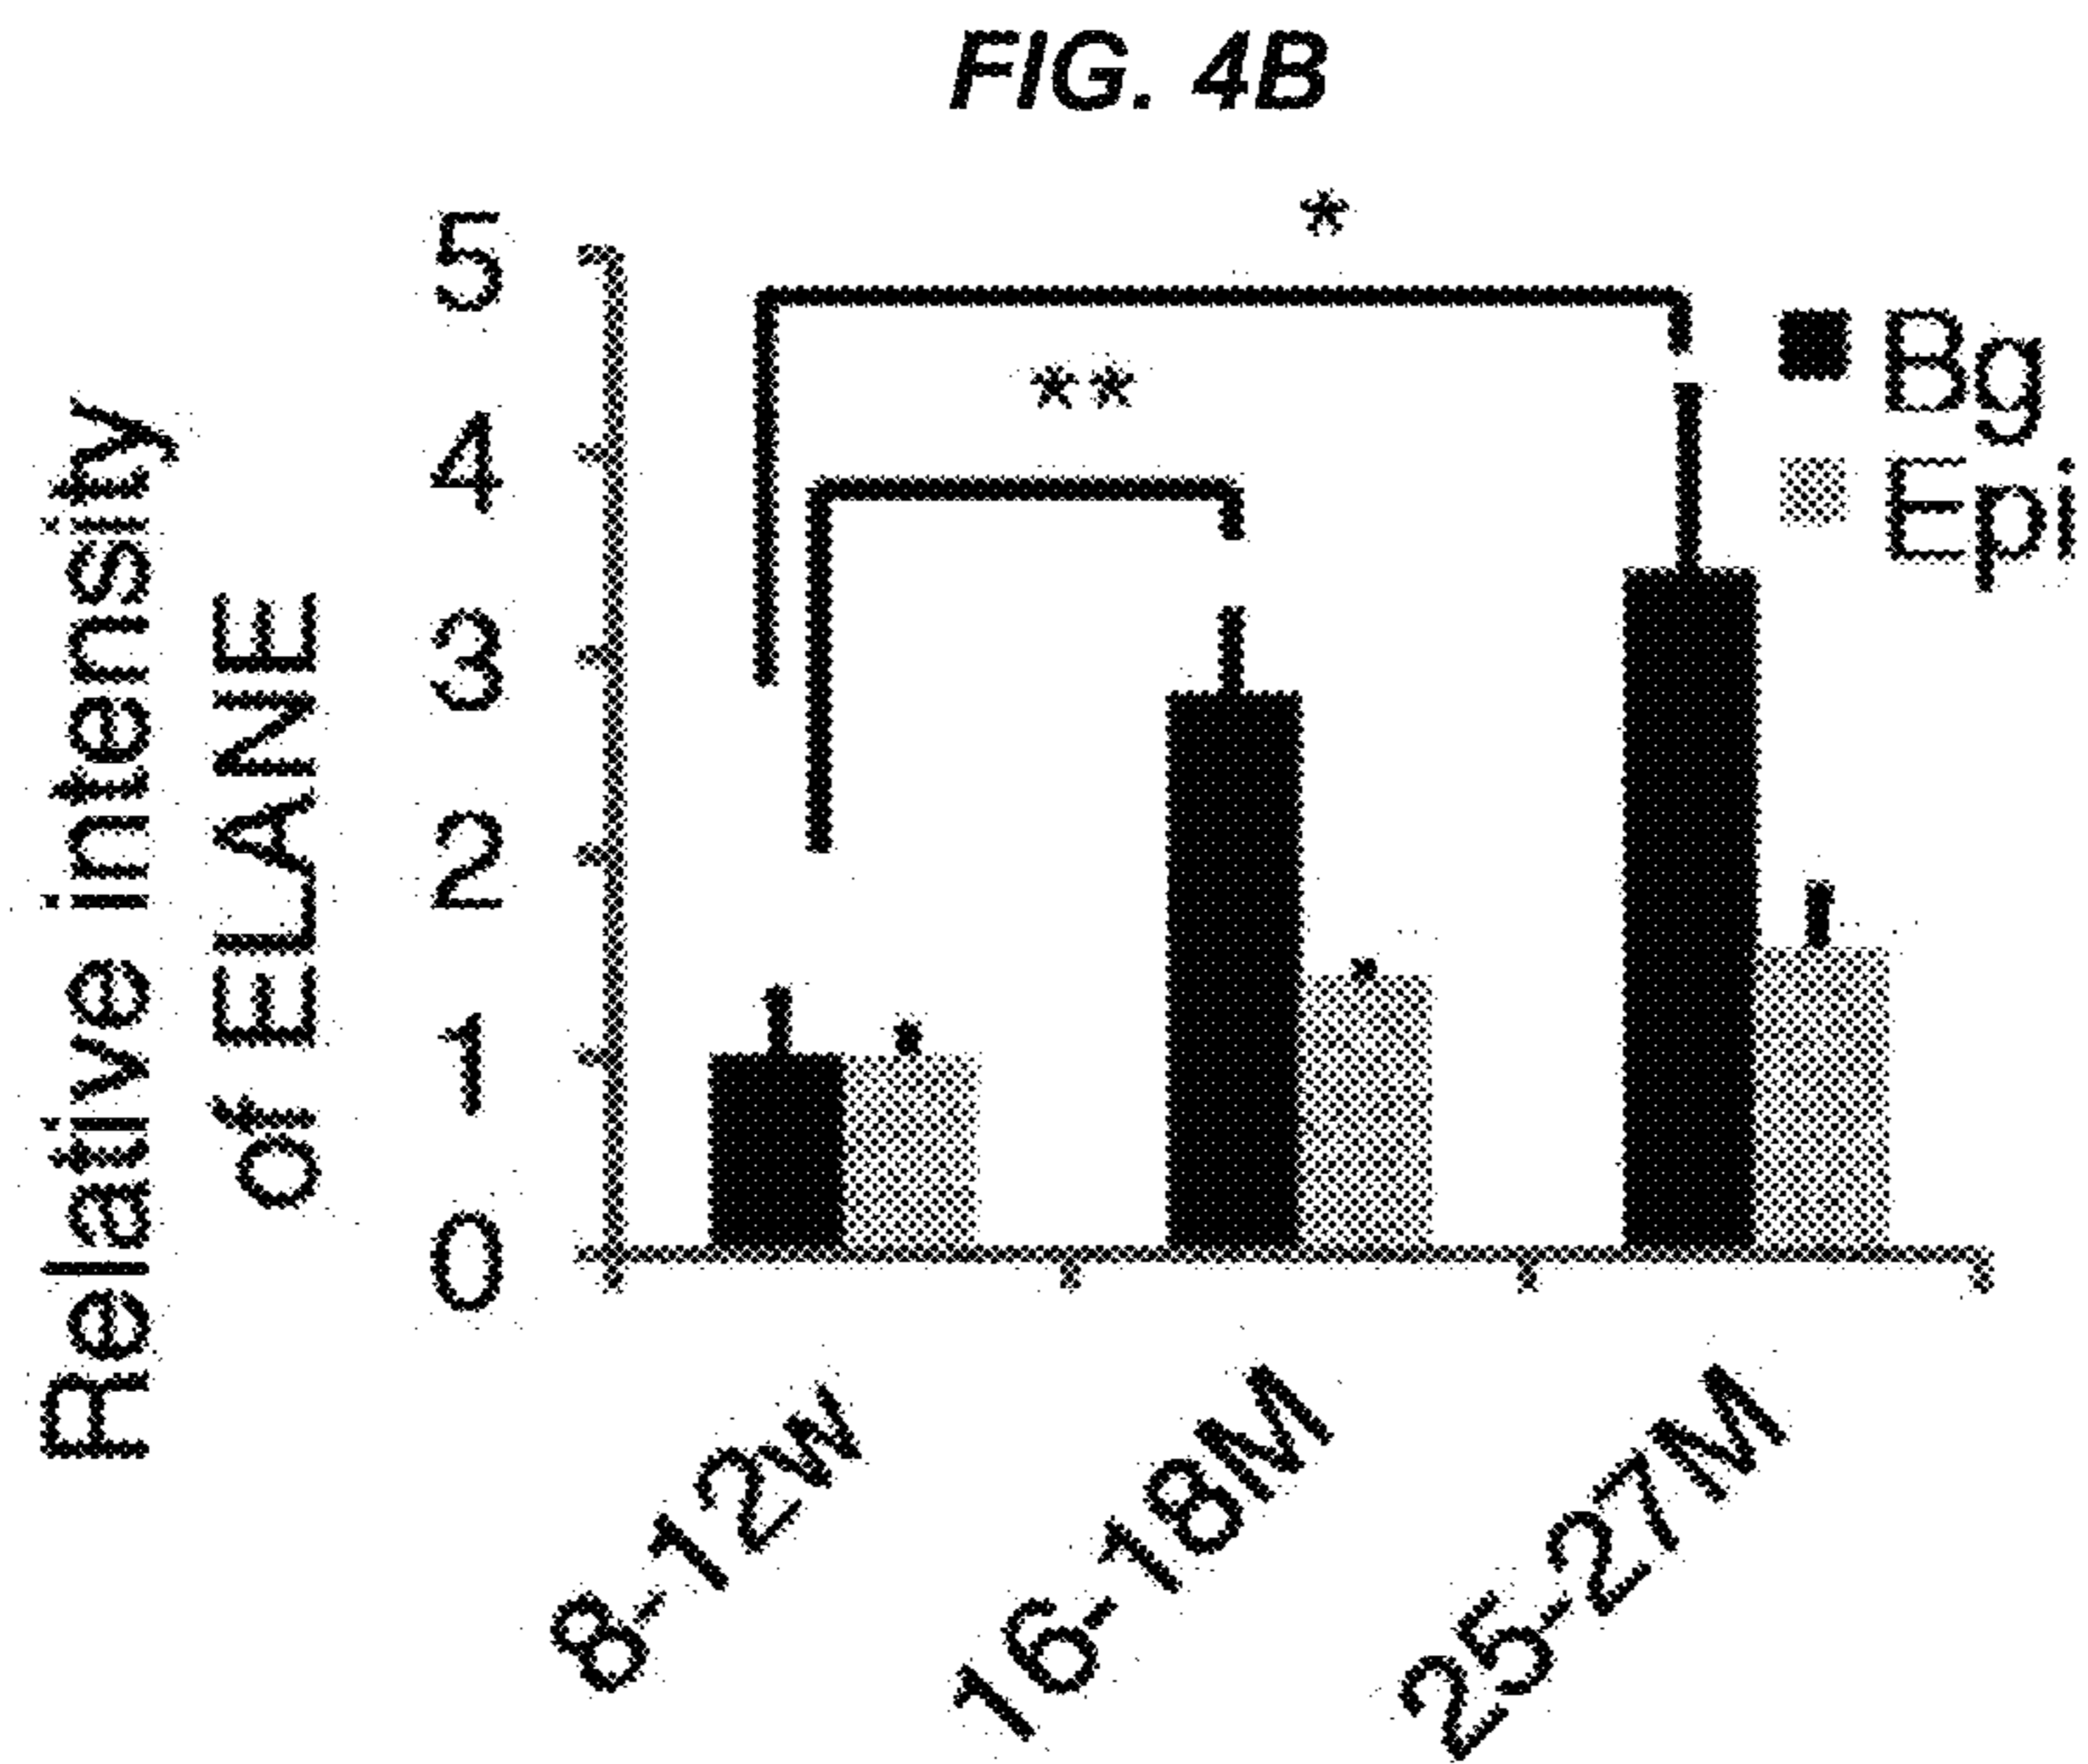 FIG. 4B
Relative intensity
of ELANE
5
4
3
2
1
0
*
**
Bg
Epi
8-12w
16-18M
25-27M